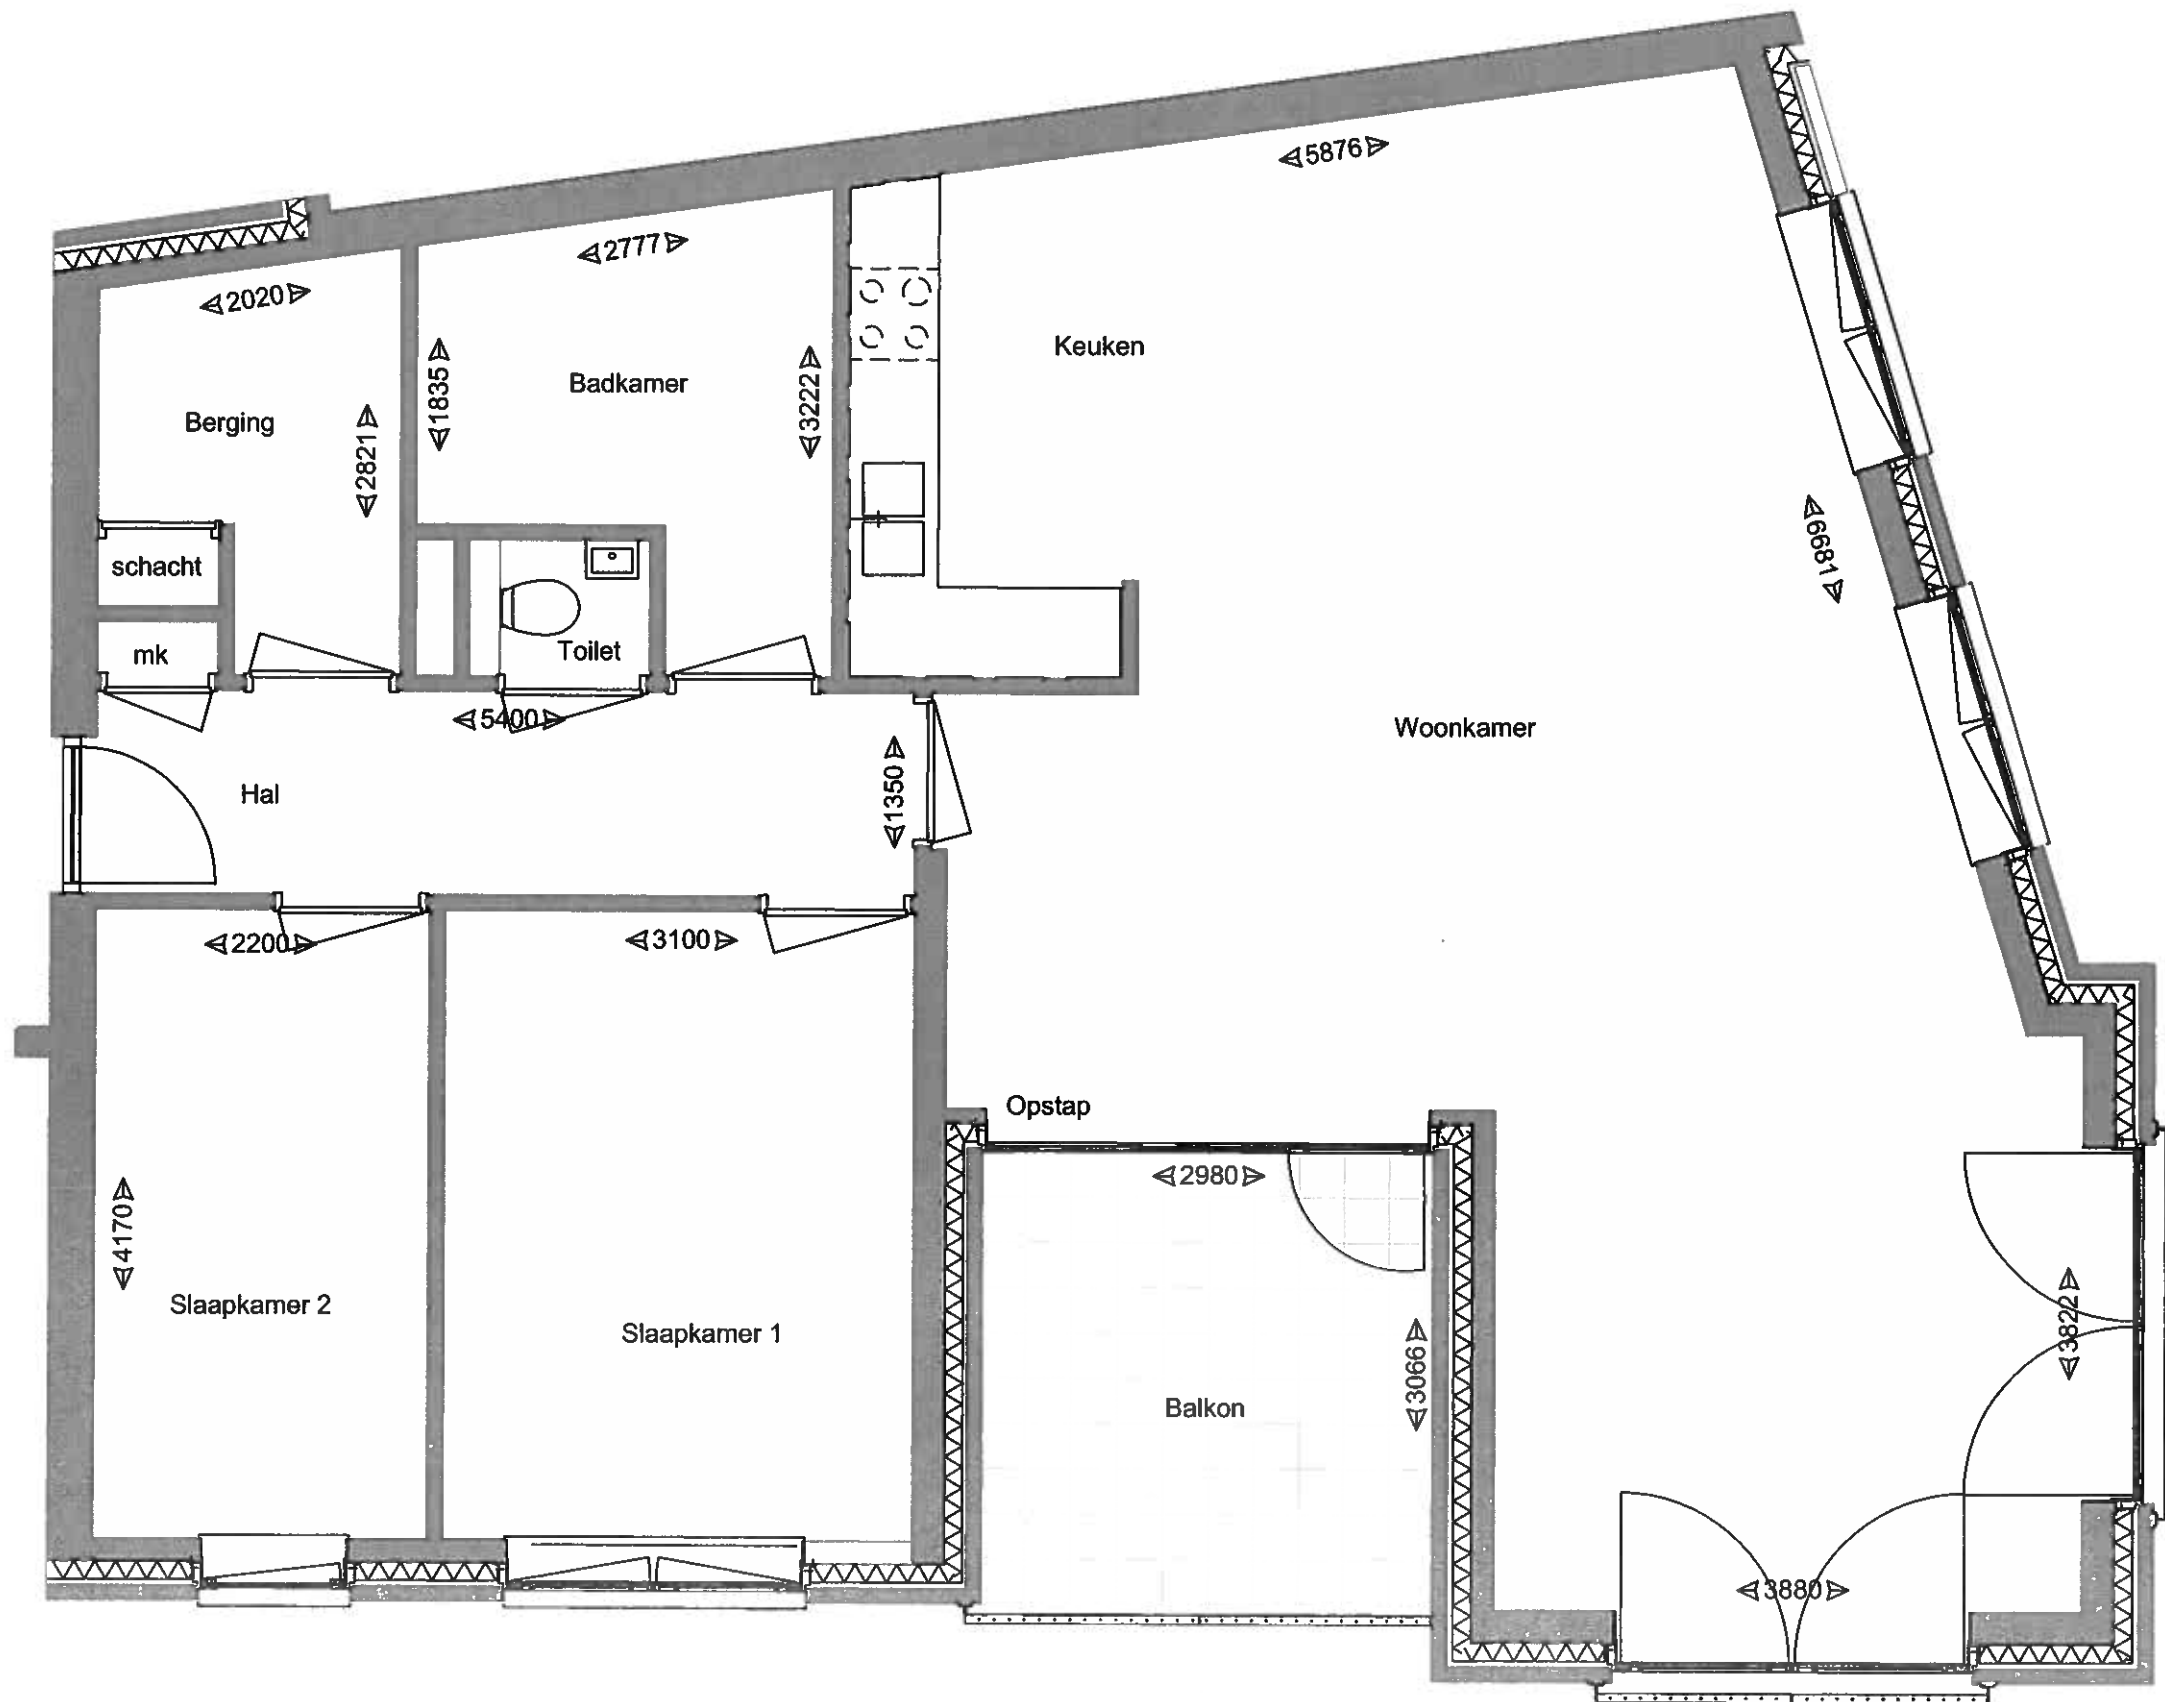 5876
2777
2020
Keuken
1835
3222
Badkamer
Berging
2821
6681
schacht
Toilet
mk
5400
Woonkamer
1350
Hal
2200
3100
Opstap
2980
4170
Slaapkamer 2
Slaapkamer 1
3822
3066
Balkon
3880